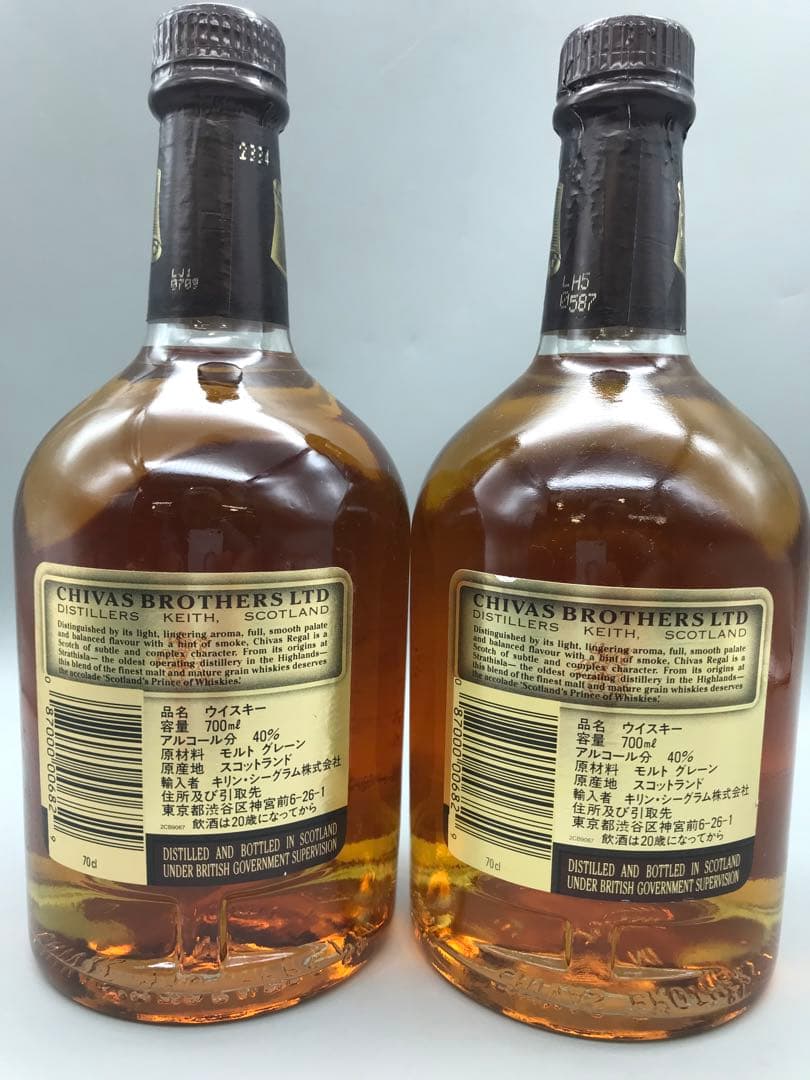 2334
LJ1
0709
CHIVAS BROTHERS LTD
DISTILLERS KEITH, SCOTLAND
Distinguished by its light, lingering aroma, full, smooth palate
and balanced flavour with a hint of smoke, Chivas Regal is a
Scotch of subtle and complex character. From its origins at
Strathisla— the oldest operating distillery in the Highlands—
this blend of the finest malt and mature grain whiskies deserves
the accolade 'Scotland's Prince of Whiskies.'
0 87000 00682 9
品名 ウイスキー
容量 700mℓ
アルコール分 40%
原材料 モルト グレーン
原産地 スコットランド
輸入者 キリン・シーグラム株式会社
住所及び引取先
東京都渋谷区神宮前6-26-1
飲酒は20歳になってから
2CB9067
70cl
DISTILLED AND BOTTLED IN SCOTLAND
UNDER BRITISH GOVERNMENT SUPERVISION
LH5
0587
CHIVAS BROTHERS LTD
DISTILLERS KEITH, SCOTLAND
Distinguished by its light, lingering aroma, full, smooth palate
and balanced flavour with a hint of smoke, Chivas Regal is a
Scotch of subtle and complex character. From its origins at
Strathisla— the oldest operating distillery in the Highlands—
this blend of the finest malt and mature grain whiskies deserves
the accolade 'Scotland's Prince of Whiskies.'
0 87000 00682 9
品名 ウイスキー
容量 700mℓ
アルコール分 40%
原材料 モルト グレーン
原産地 スコットランド
輸入者 キリン・シーグラム株式会社
住所及び引取先
東京都渋谷区神宮前6-26-1
飲酒は20歳になってから
2CB9067
70cl
DISTILLED AND BOTTLED IN SCOTLAND
UNDER BRITISH GOVERNMENT SUPERVISION